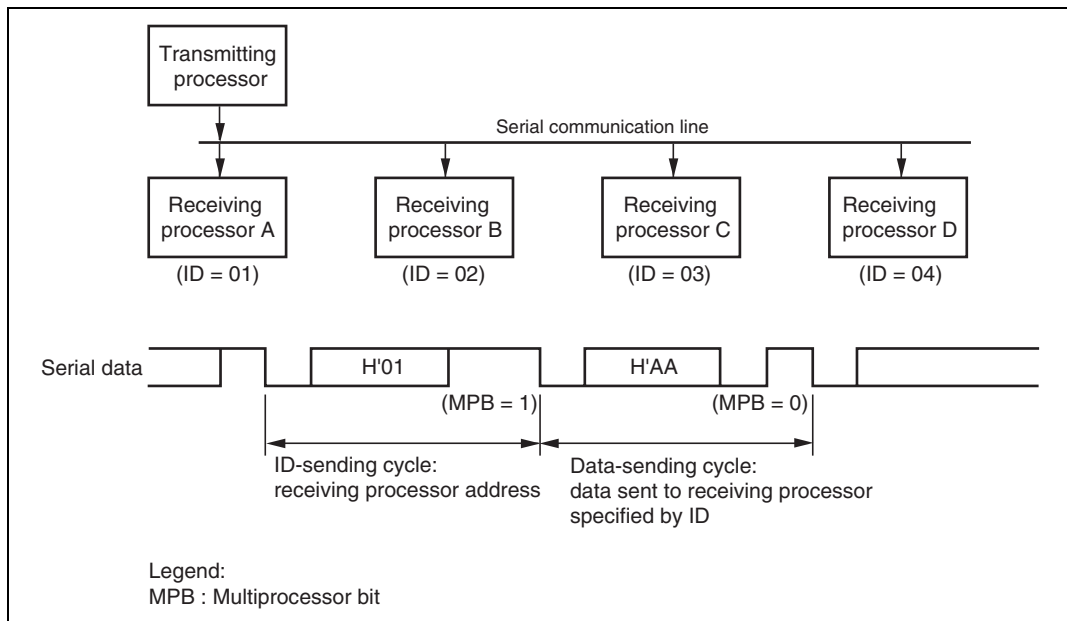 Transmitting
processor
Serial communication line
Receiving
processor A
Receiving
processor B
Receiving
processor C
Receiving
processor D
(ID = 01)
(ID = 02)
(ID = 03)
(ID = 04)
Serial data
H'01
H'AA
(MPB = 1)
(MPB = 0)
ID-sending cycle:
receiving processor address
Data-sending cycle:
data sent to receiving processor
specified by ID
Legend:
MPB : Multiprocessor bit